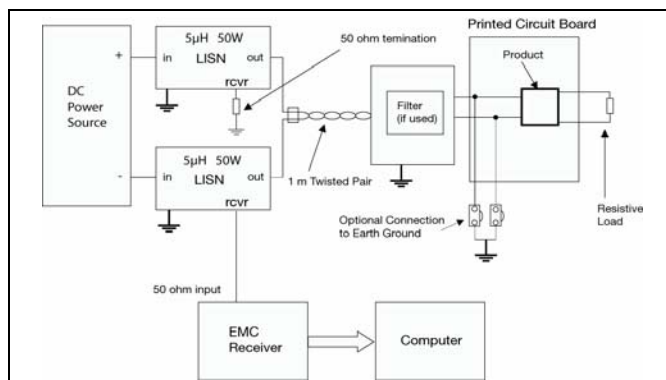 Printed Circuit Board
5µH 50W
LISN
in
out
rcvr
50 ohm temination
Product
+
DC
Power
Source
Filter
(if used)
5µH 50W
LISN
-
in
out
rcvr
1 m Twisted Pair
Optional Connection
to Earth Ground
Resistive
Load
50 ohm input
EMC
Receiver
Computer